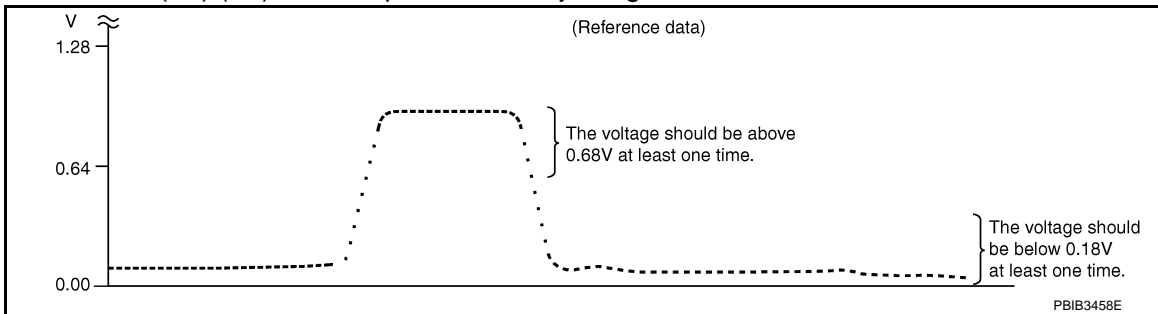 V
(Reference data)
1.28
The voltage should be above
0.68V at least one time.
0.64
The voltage should
be below 0.18V
at least one time.
0.00
PBIB3458E